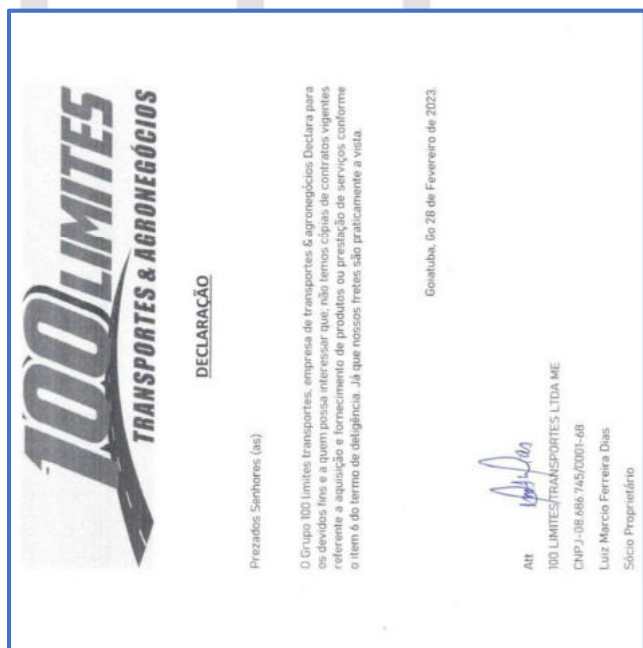 100 LIMITES
TRANSPORTES & AGRONEGÓCIOS
DECLARAÇÃO
Prezados Senhores (as)
O Grupo 100 Limites transportes, empresa de transportes & agronegócios Declara para
os devidos fins e a quem possa interessar que, não temos cópias de contratos vigentes
referente a aquisição e fornecimento de produtos ou prestação de serviços conforme
o item 6 do termo de deligência. Já que nossos fretes são praticamente a vista.
Goiatuba, Go 28 de Fevereiro de 2023.
Att
100 LIMITES TRANSPORTES LTDA ME
CNPJ-08.686.745/0001-68
Luiz Marcio Ferreira Dias
Sócio Proprietário